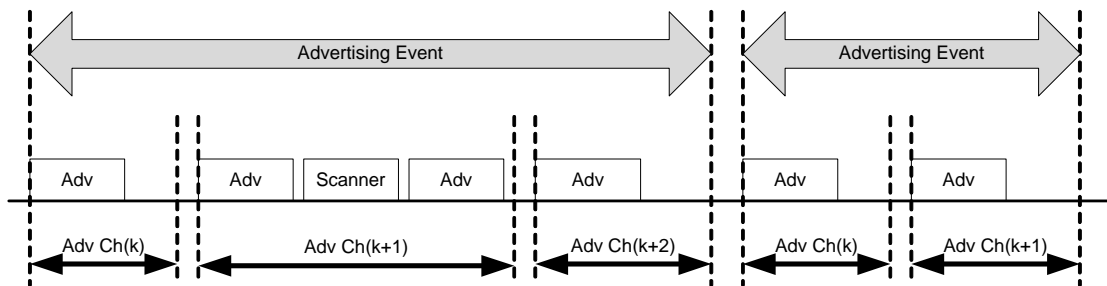 Advertising Event
Advertising Event
Adv
Adv
Scanner
Adv
Adv
Adv
Adv
Adv Ch(k)
Adv Ch(k+1)
Adv Ch(k+2)
Adv Ch(k)
Adv Ch(k+1)